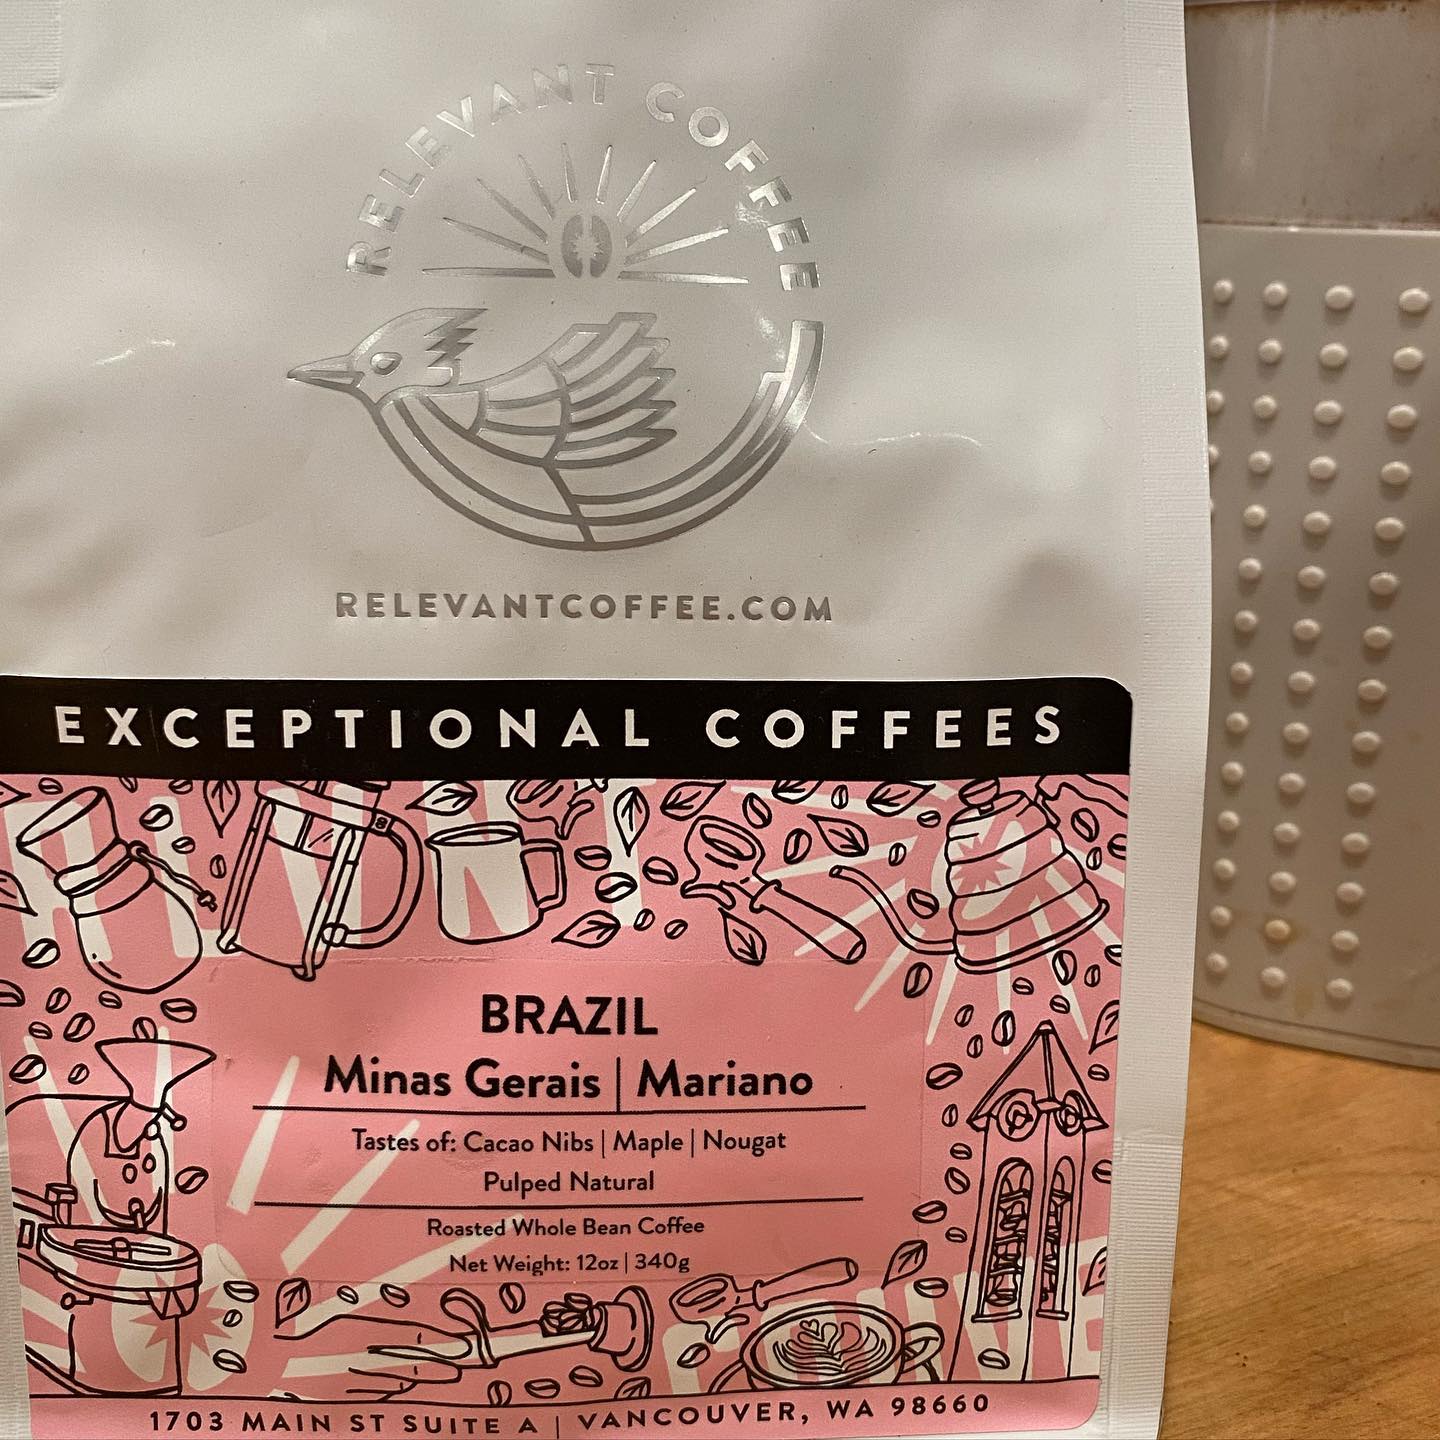 RELEVANT COFFEE
RELEVANTCOFFEE.COM
EXCEPTIONAL COFFEES
BRAZIL
Minas Gerais | Mariano
Tastes of: Cacao Nibs | Maple | Nougat
Pulped Natural
Roasted Whole Bean Coffee
Net Weight: 12oz | 340g
1703 MAIN ST SUITE A | VANCOUVER, WA 98660